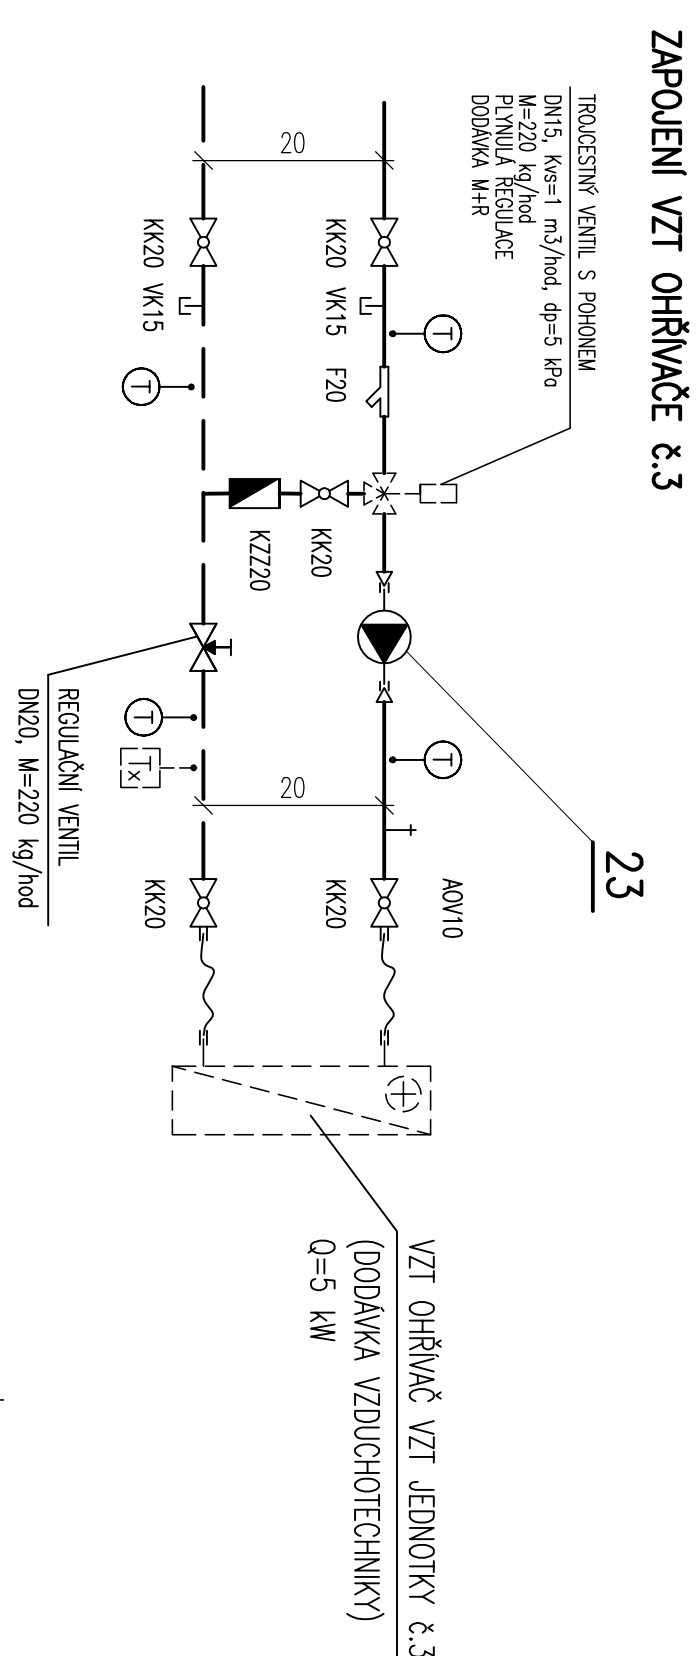 ZAPOJENÍ VZT OHŘÍVAČE č.3
TROJCESTNÝ VENTIL S POHONEM
DN15, Kvs=1 m3/hod, dp=5 kPa
M=220 kg/hod
PLYNULÁ REGULACE
DODÁVKA M+R
23
20
KK20
VK15
T
F20
KK20
KZZ20
T
20
AOV10
KK20
KK20
VK15
T
T
Tx
KK20
REGULAČNÍ VENTIL
DN20, M=220 kg/hod
VZT OHŘÍVAČ VZT JEDNOTKY č.3
(DODÁVKA VZDUCHOTECHNIKY)
Q=5 kW